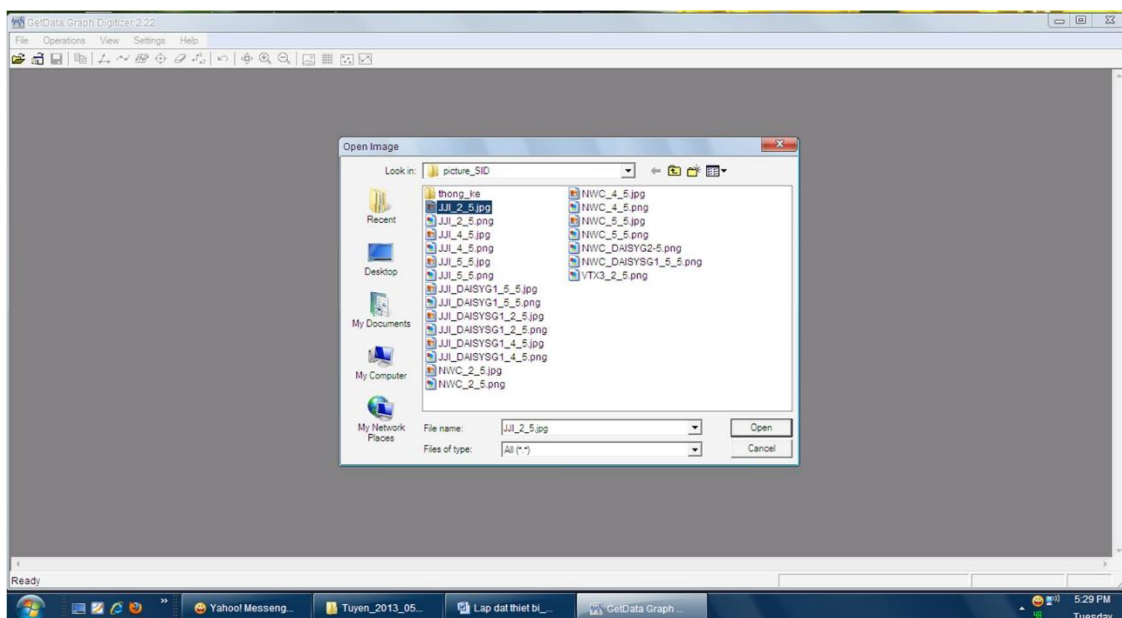 GetData Graph Digitizer 2.22
File Operations View Settings Help
Open Image
Look in: picture_SID
Recent
Desktop
My Documents
My Computer
My Network Places
thong_ke
JJI_2_5.jpg
JJI_2_5.png
JJI_4_5.jpg
JJI_4_5.png
JJI_5_5.jpg
JJI_5_5.png
JJI_DAISYG1_5_5.jpg
JJI_DAISYG1_5_5.png
JJI_DAISYSG1_2_5.jpg
JJI_DAISYSG1_2_5.png
JJI_DAISYSG1_4_5.jpg
JJI_DAISYSG1_4_5.png
NWC_2_5.jpg
NWC_2_5.png
NWC_4_5.jpg
NWC_4_5.png
NWC_5_5.jpg
NWC_5_5.png
NWC_DAISYG2-5.png
NWC_DAISYSG1_5_5.png
VTX3_2_5.png
File name: JJI_2_5.jpg Open
Files of type: All (*.*) Cancel
Ready
Yahoo! Messeng... Tuyen_2013_05... Lap dat thiet bi_... GetData Graph ... 5:29 PM
Tuesday